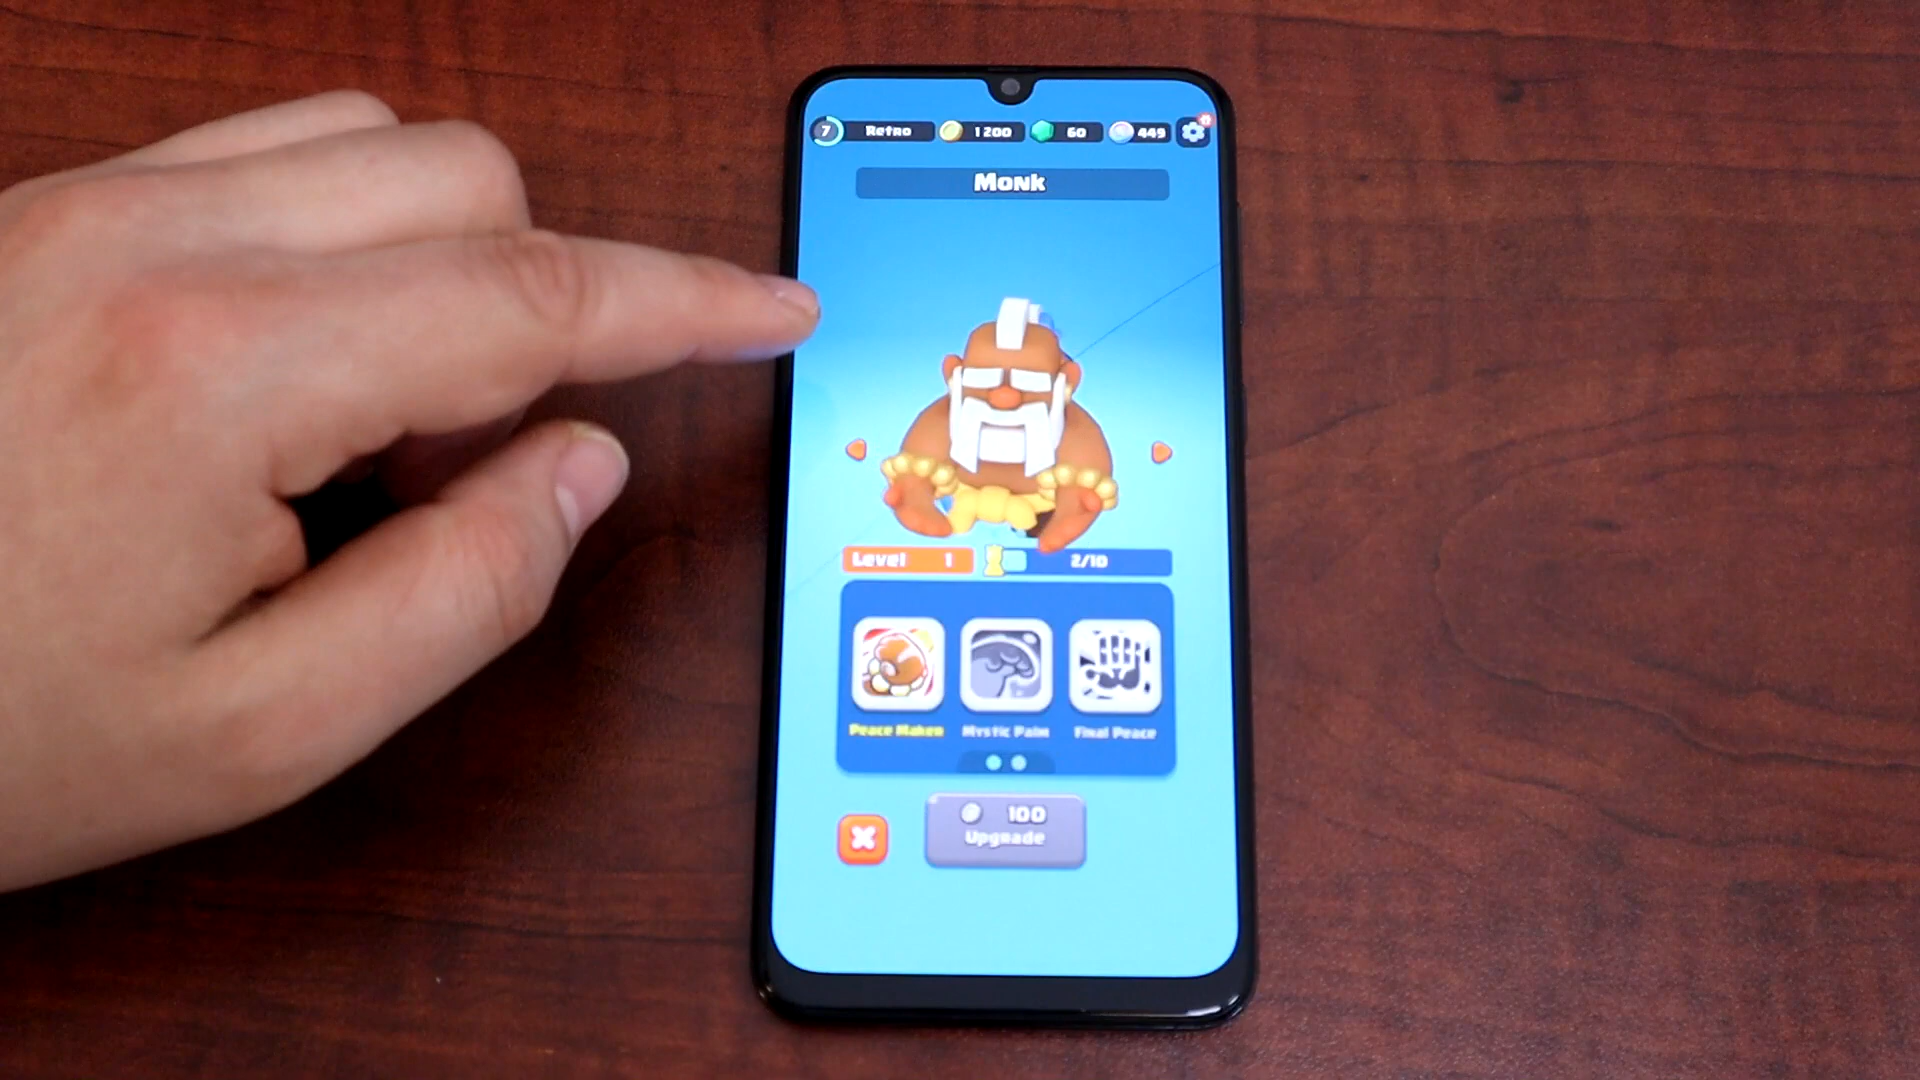 7 Retro 1200 60 449
Monk
Level 1 2/10
Peace Maker Mystic Palm Final Peace
100
Upgrade